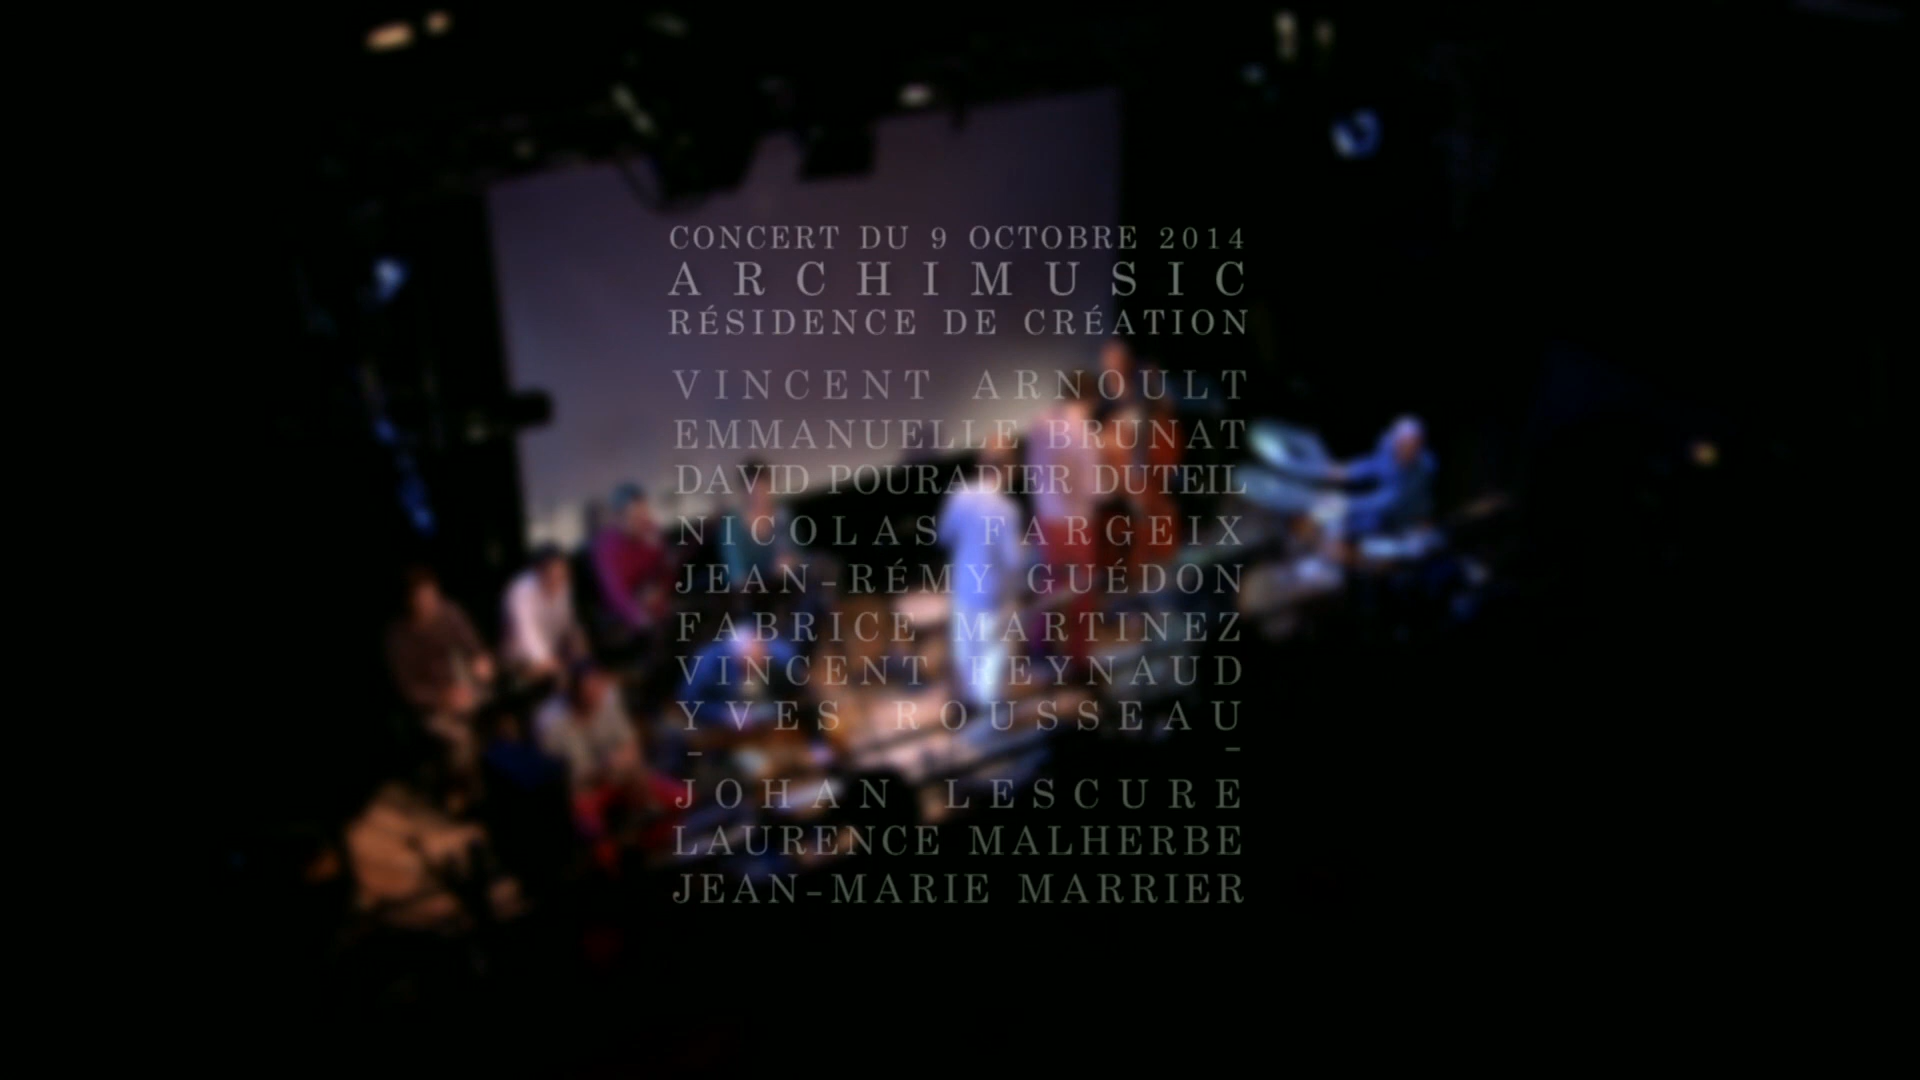 CONCERT DU 9 OCTOBRE 2014
ARCHIMUSIC
RÉSIDENCE DE CRÉATION
VINCENT ARNOULT
EMMANUELLE BRUNAT
DAVID POURADIER DUTEIL
NICOLAS FARGEIX
JEAN-RÉMY GUÉDON
FABRICE MARTINEZ
VINCENT REYNAUD
YVES ROUSSEAU
- -
JOHAN LESCURE
LAURENCE MALHERBE
JEAN-MARIE MARRIER